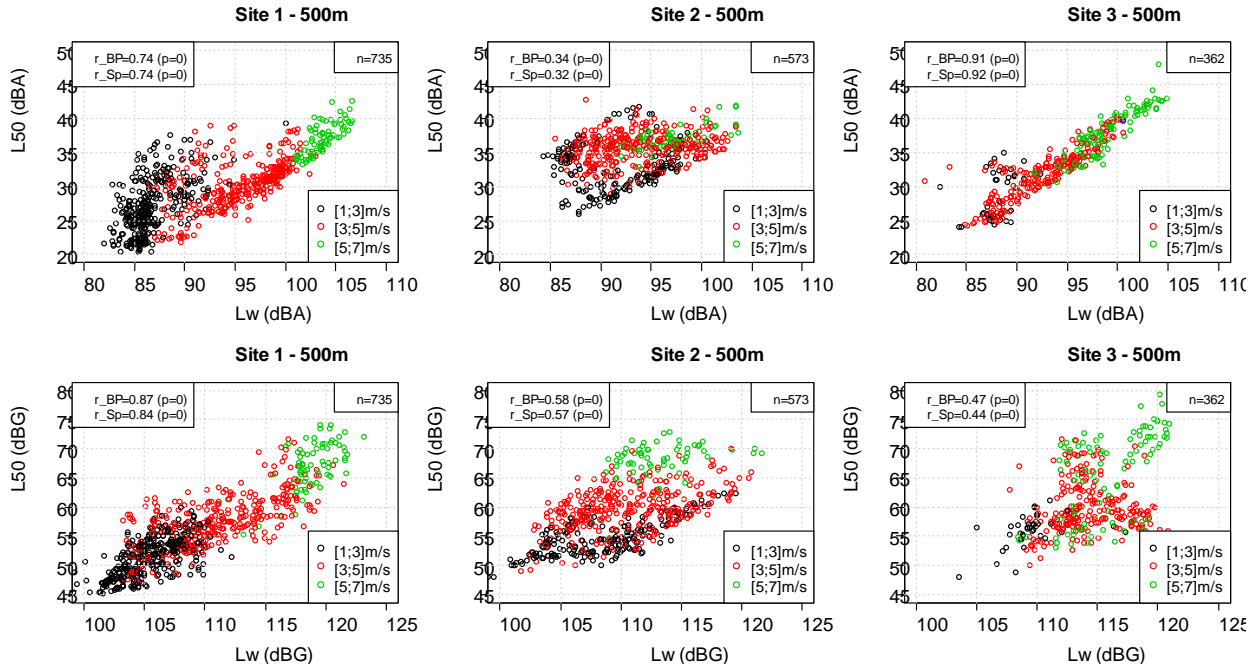 Site 1 - 500m
r_BP=0.74 (p=0)
r_Sp=0.74 (p=0)
n=735
L50 (dBA)
50
45
40
35
30
25
20
[1;3]m/s
[3;5]m/s
[5;7]m/s
80 85 90 95 100 105 110
Lw (dBA)
Site 2 - 500m
r_BP=0.34 (p=0)
r_Sp=0.32 (p=0)
n=573
L50 (dBA)
50
45
40
35
30
25
20
[1;3]m/s
[3;5]m/s
[5;7]m/s
80 85 90 95 100 105 110
Lw (dBA)
Site 3 - 500m
r_BP=0.91 (p=0)
r_Sp=0.92 (p=0)
n=362
L50 (dBA)
50
45
40
35
30
25
20
[1;3]m/s
[3;5]m/s
[5;7]m/s
80 85 90 95 100 105 110
Lw (dBA)
Site 1 - 500m
r_BP=0.87 (p=0)
r_Sp=0.84 (p=0)
n=735
L50 (dBG)
80
75
70
65
60
55
50
45
[1;3]m/s
[3;5]m/s
[5;7]m/s
100 105 110 115 120 125
Lw (dBG)
Site 2 - 500m
r_BP=0.58 (p=0)
r_Sp=0.57 (p=0)
n=573
L50 (dBG)
80
75
70
65
60
55
50
45
[1;3]m/s
[3;5]m/s
[5;7]m/s
100 105 110 115 120 125
Lw (dBG)
Site 3 - 500m
r_BP=0.47 (p=0)
r_Sp=0.44 (p=0)
n=362
L50 (dBG)
80
75
70
65
60
55
50
45
[1;3]m/s
[3;5]m/s
[5;7]m/s
100 105 110 115 120 125
Lw (dBG)